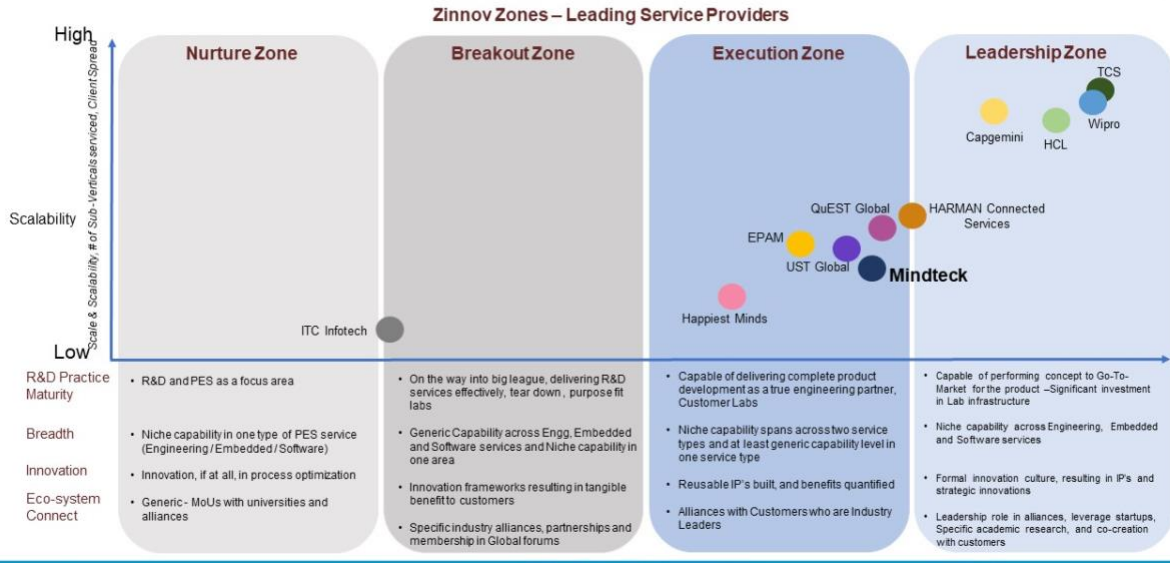 Zinnov Zones – Leading Service Providers
High
Scale & Scalability, # of Sub-Verticals serviced, Client Spread
Scalability
Low
Nurture Zone
Breakout Zone
Execution Zone
Leadership Zone
TCS
Wipro
Capgemini
HCL
QuEST Global
HARMAN Connected
Services
EPAM
UST Global
Mindteck
Happiest Minds
ITC Infotech
R&D Practice
Maturity
• R&D and PES as a focus area
• On the way into big league, delivering R&D
services effectively, tear down , purpose fit
labs
• Capable of delivering complete product
development as a true engineering partner,
Customer Labs
• Capable of performing concept to Go-To-
Market for the product –Significant investment
in Lab infrastructure
Breadth
• Niche capability in one type of PES service
(Engineering / Embedded / Software)
• Generic Capability across Engg, Embedded
and Software services and Niche capability in
one area
• Niche capability spans across two service
types and at least generic capability level in
one service type
• Niche capability across Engineering, Embedded
and Software services
Innovation
• Innovation, if at all, in process optimization
• Innovation frameworks resulting in tangible
benefit to customers
• Reusable IP's built, and benefits quantified
• Formal innovation culture, resulting in IP's and
strategic innovations
Eco-system
Connect
• Generic - MoUs with universities and
alliances
• Specific industry alliances, partnerships and
membership in Global forums
• Alliances with Customers who are Industry
Leaders
• Leadership role in alliances, leverage startups,
Specific academic research, and co-creation
with customers